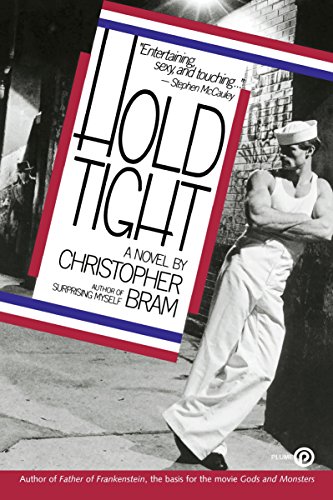 "Entertaining,
sexy, and touching..."
— Stephen McCauley
HOLD
TIGHT
A NOVEL BY
CHRISTOPHER
AUTHOR OF
SURPRISING MYSELF
BRAM
PLUME
Author of Father of Frankenstein, the basis for the movie Gods and Monsters